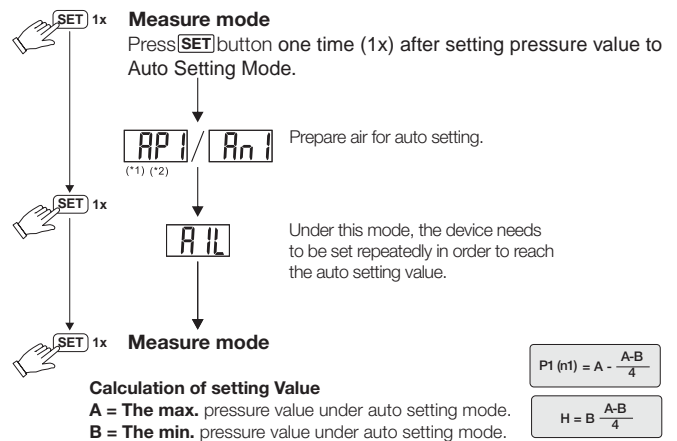 SET 1x Measure mode
Press SET button one time (1x) after setting pressure value to
Auto Setting Mode.
AP1 / An1 Prepare air for auto setting.
(*1) (*2)
SET 1x
A1L Under this mode, the device needs
to be set repeatedly in order to reach
the auto setting value.
SET 1x Measure mode
P1 (n1) = A - A-B
4
Calculation of setting Value
A = The max. pressure value under auto setting mode.
H = B A-B
4
B = The min. pressure value under auto setting mode.